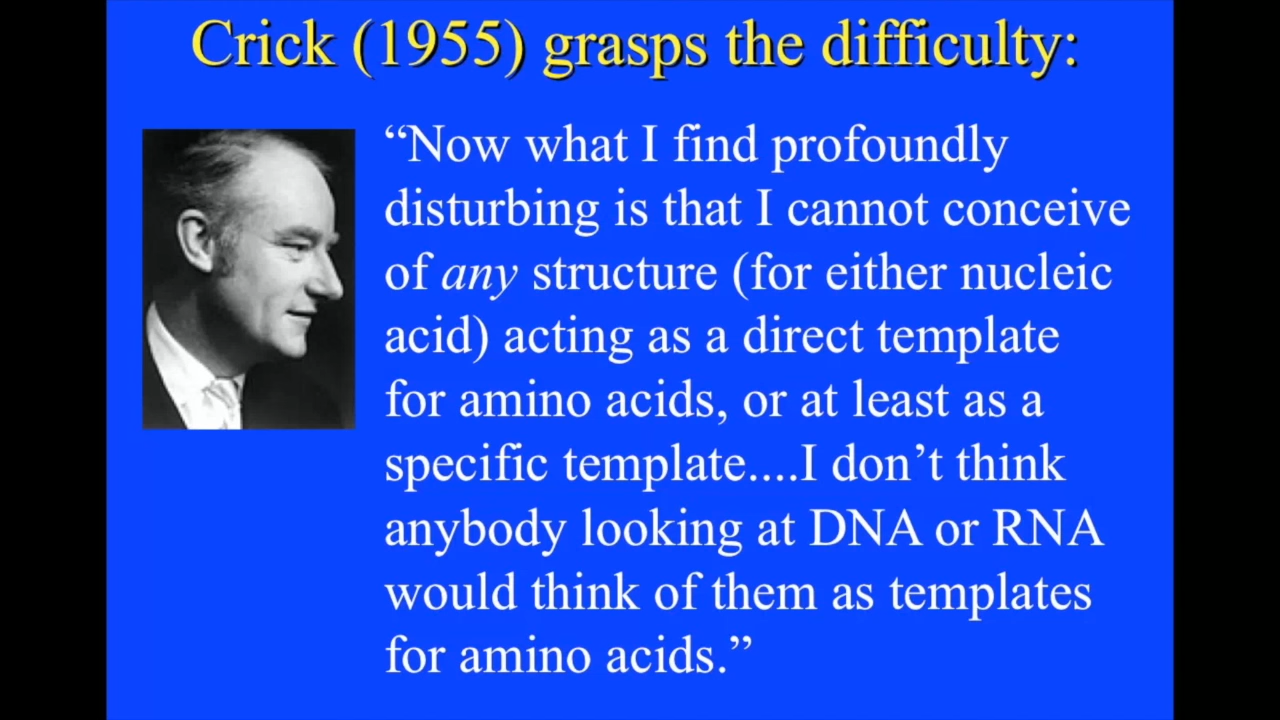 Crick (1955) grasps the difficulty:
“Now what I find profoundly
disturbing is that I cannot conceive
of any structure (for either nucleic
acid) acting as a direct template
for amino acids, or at least as a
specific template....I don’t think
anybody looking at DNA or RNA
would think of them as templates
for amino acids.”